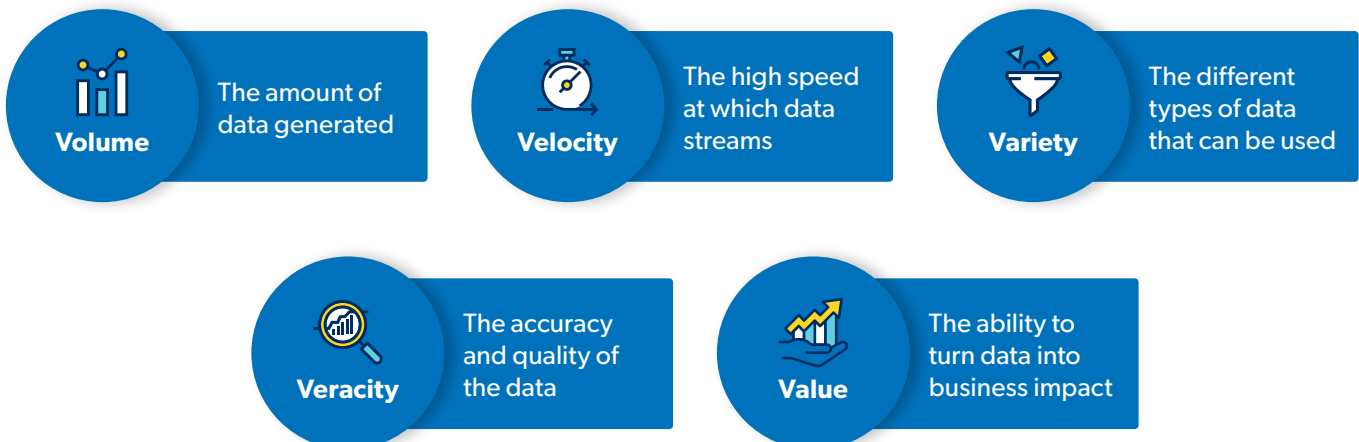 Volume
The amount of
data generated
Velocity
The high speed
at which data
streams
Variety
The different
types of data
that can be used
Veracity
The accuracy
and quality of
the data
Value
The ability to
turn data into
business impact